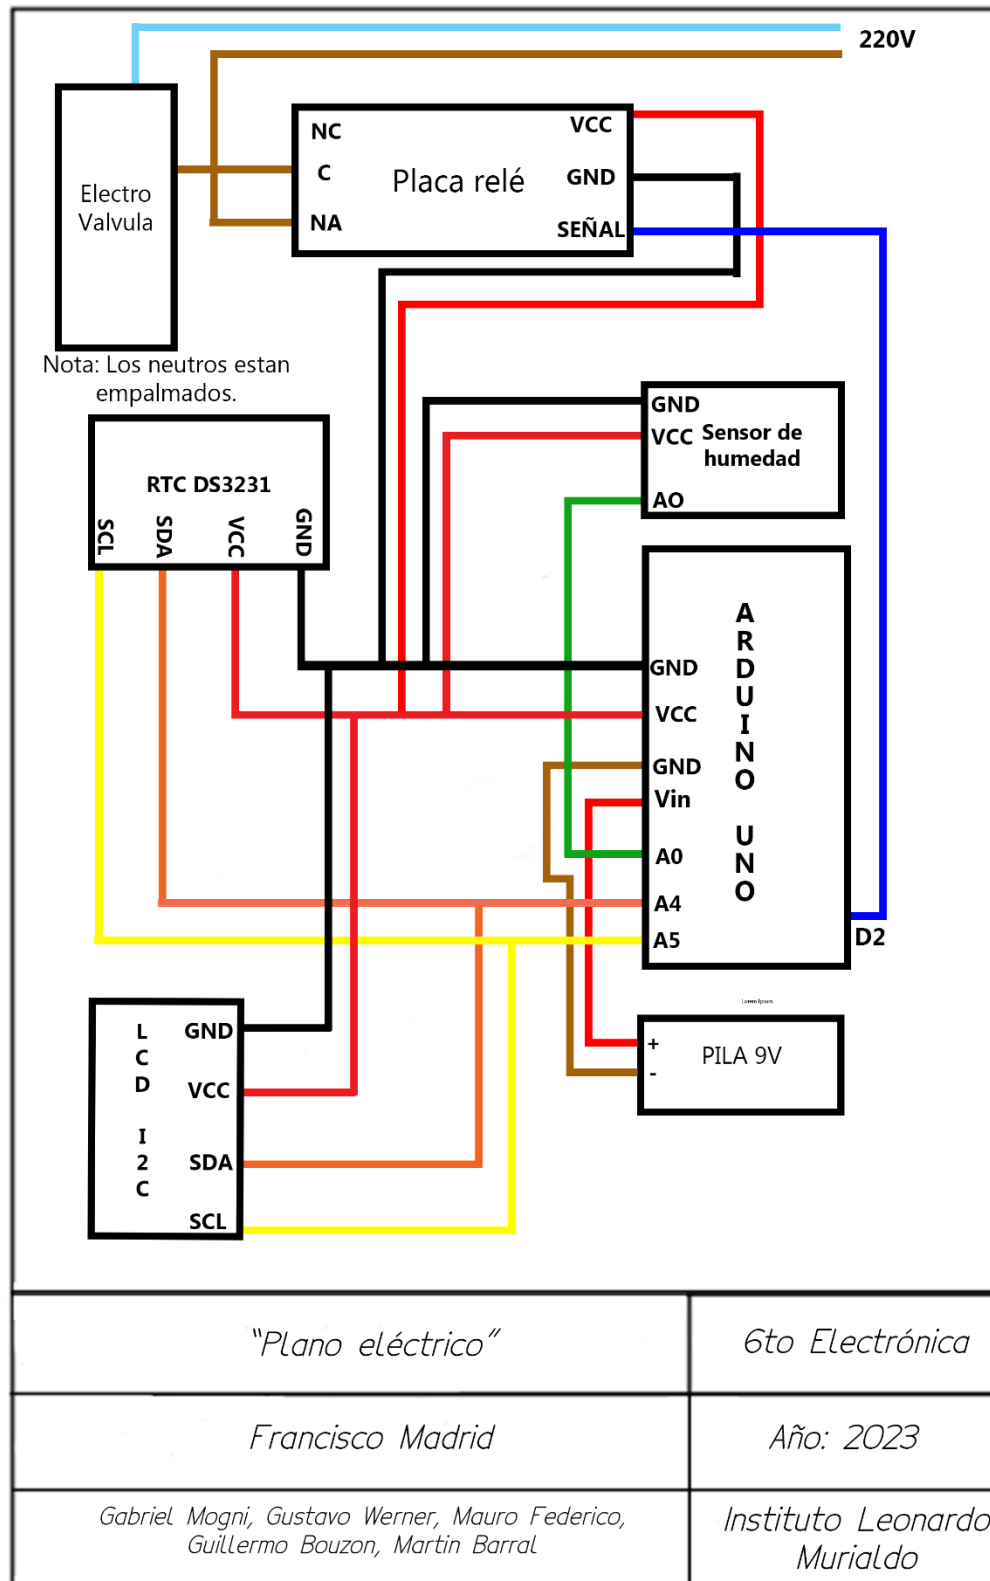 220V
NC
C
NA
Placa relé
VCC
GND
SEÑAL
Electro
Valvula
Nota: Los neutros estan
empalmados.
GND
VCC
AO
Sensor de
humedad
RTC DS3231
SCL
SDA
VCC
GND
GND
VCC
GND
Vin
A0
A4
A5
ARDUINO UNO
D2
Lorem Ipsum
+
-
PILA 9V
LCD I2C
GND
VCC
SDA
SCL
“Plano eléctrico”
6to Electrónica
Francisco Madrid
Año: 2023
Gabriel Mogni, Gustavo Werner, Mauro Federico,
Guillermo Bouzon, Martin Barral
Instituto Leonardo
Murialdo